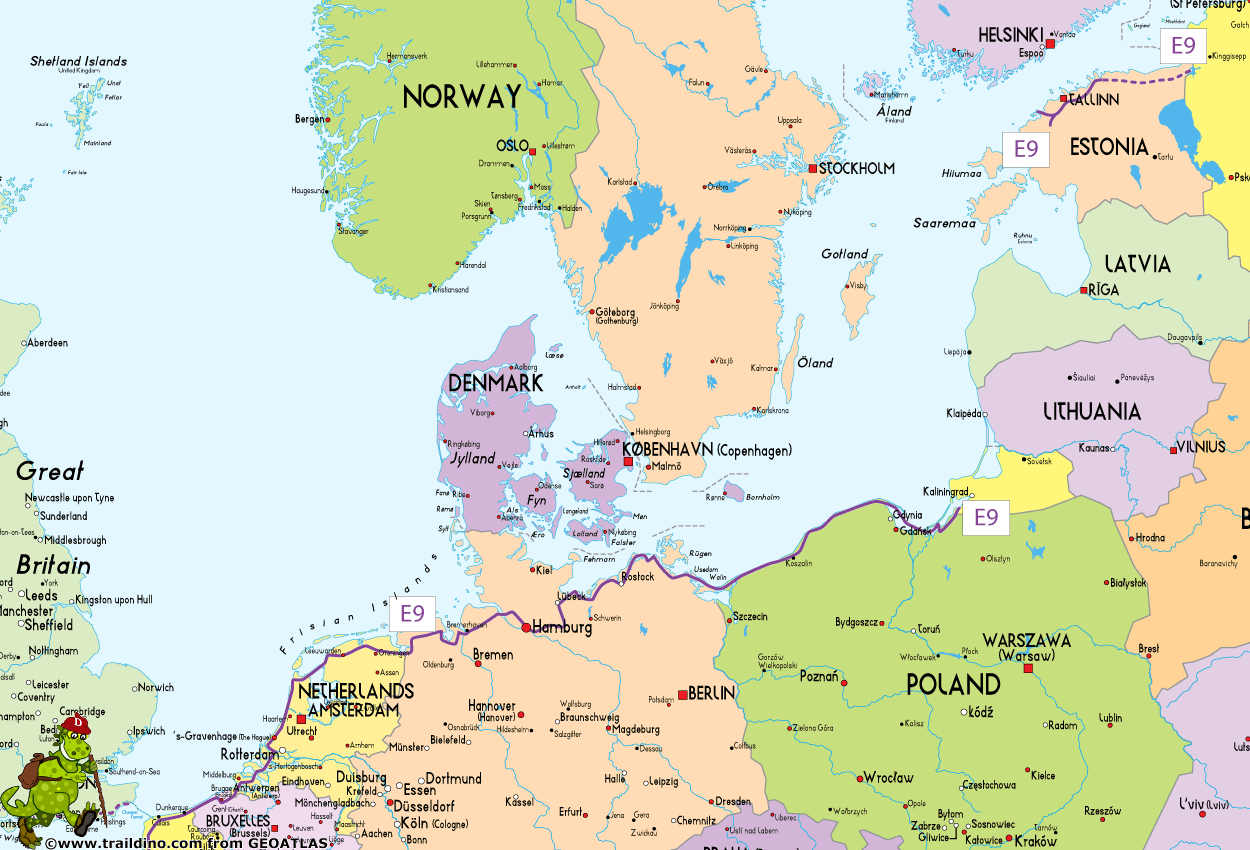 (St Petersburg)
HELSINKI
Vantaa
Espoo
Turku
E9
Kinggisepp
Shetland Islands
United Kingdom
Yell
Unst
Fetlar
Foula
Mainland
Fair Isle
Hermansverk
Lillehammer
Hamar
NORWAY
Bergen
OSLO
Lillestrøm
Drammen
Moss
Haugesund
Tønsberg
Skien
Fredrikstad
Halden
Porsgrunn
Stavanger
Arendal
Kristiansand
Gävle
Falun
Uppsala
Västerås
STOCKHOLM
Karlstad
Örebro
Nyköping
Norrköping
Linköping
Jönköping
Göteborg
(Gothenburg)
Växjö
Kalmar
Halmstad
Karlskrona
Helsingborg
Malmö
Mariehamn
Åland
Finland
TALLINN
E9
ESTONIA
Tartu
Hiiumaa
Saaremaa
Ruhnu
Estonia
Gotland
Visby
Öland
LATVIA
RĪGA
Daugavpils
Liepāja
Šiauliai
Panevėžys
LITHUANIA
Klaipėda
Kaunas
VILNIUS
Sovetsk
Kaliningrad
E9
Aberdeen
Great
Newcastle upon Tyne
Sunderland
Middlesbrough
Britain
York
Leeds
Kingston upon Hull
Manchester
Sheffield
Derby
Nottingham
Leicester
Norwich
Coventry
Cambridge
Ipswich
Southend-on-Sea
Hastings
Læsø
Aalborg
DENMARK
Anholt
Viborg
Århus
Ringkøbing
Jylland
Vejle
Hillerød
KØBENHAVN (Copenhagen)
Roskilde
Sjælland
Sorø
Odense
Fyn
Fanø
Ribe
Rømø
Als
Åbenrå
Langeland
Møn
Sylt
Ærø
Lolland
Nykøbing
Falster
Rønne
Bornholm
Fehmarn
Rügen
Usedom
Wolin
Kiel
Rostock
Lübeck
Schwerin
Frisian Islands
E9
Bremerhaven
Hamburg
Leeuwarden
Groningen
Oldenburg
Bremen
Assen
NETHERLANDS
AMSTERDAM
Haarlem
's-Gravenhage (The Hague)
Utrecht
Rotterdam
Arnhem
's-Hertogenbosch
Middelburg
Eindhoven
Brugge
Antwerpen
(Antwerp)
Gent
Dunkerque
Calais
BRUXELLES
(Brussels)
Hasselt
Leuven
Maastricht
Tourcoing
Roubaix
Duisburg
Krefeld
Mönchengladbach
Dortmund
Essen
Düsseldorf
Köln (Cologne)
Aachen
Bonn
Münster
Osnabrück
Bielefeld
Hannover
(Hanover)
Hildesheim
Wolfsburg
Braunschweig
Salzgitter
Magdeburg
Potsdam
BERLIN
Dessau
Cottbus
Halle
Leipzig
Kassel
Erfurt
Jena
Gera
Zwickau
Chemnitz
Dresden
Ústí nad Labem
Liberec
PRAHA
Gdynia
Gdańsk
Koszalin
Olsztyn
Szczecin
Bydgoszcz
Toruń
Białystok
Gorzów
Wielkopolski
Włocławek
Płock
WARSZAWA
(Warsaw)
Poznań
POLAND
Łódź
Zielona Góra
Kalisz
Radom
Lublin
Wrocław
Częstochowa
Kielce
Opole
Wałbrzych
Bytom
Zabrze
Gliwice
Sosnowiec
Katowice
Kraków
Tarnów
Rzeszów
Hrodna
Baranovichy
Brest
L'viv (Lviv)
D
©www.traildino.com from GEOATLAS